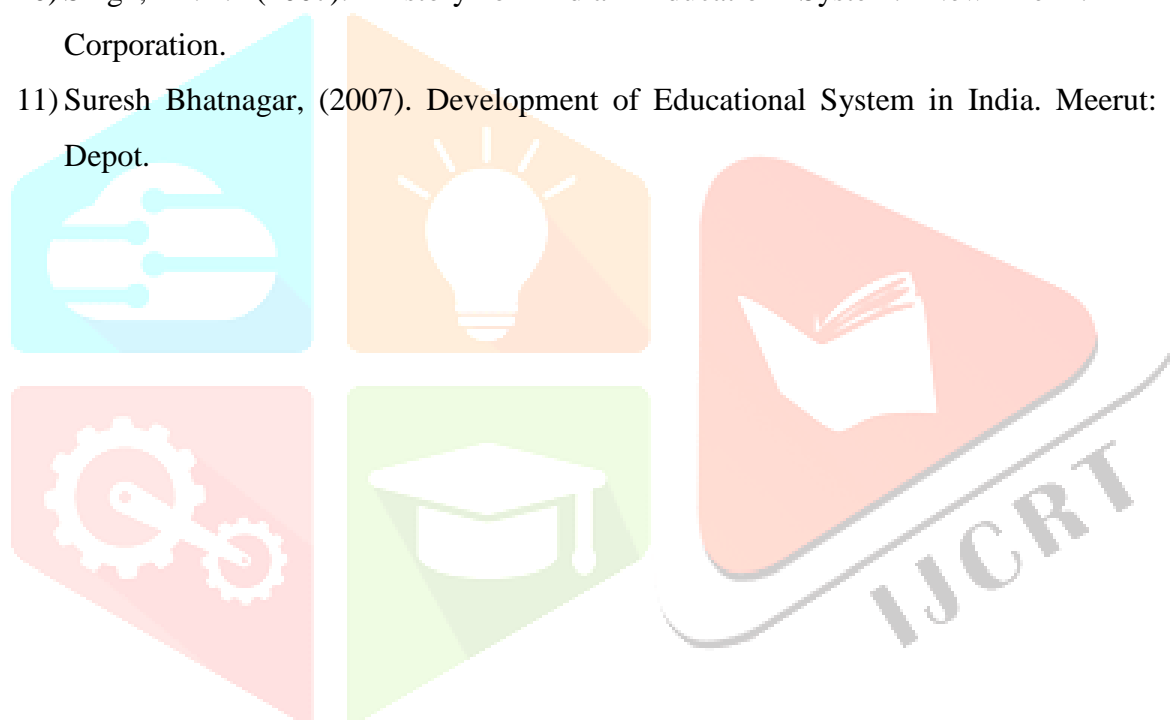 Corporation.
11) Suresh Bhatnagar, (2007). Development of Educational System in India. Meerut:
Depot.
IJCRT